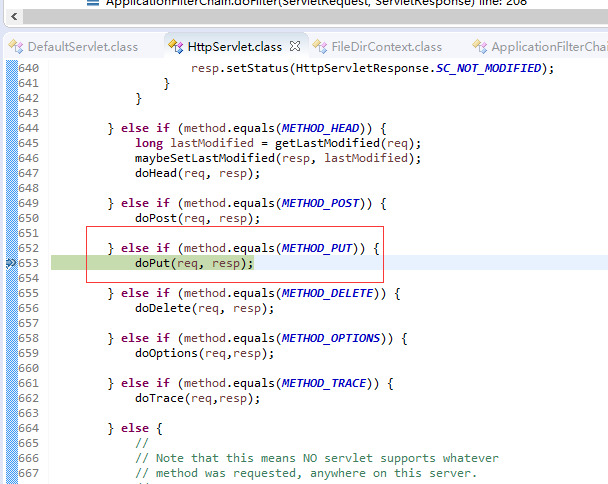 ApplicationFilterChain.doFilter(ServletRequest, ServletResponse) line: 208
DefaultServlet.class HttpServlet.class FileDirContext.class ApplicationFilterCha
640 resp.setStatus(HttpServletResponse.SC_NOT_MODIFIED);
641 }
642 }
643
644 } else if (method.equals(METHOD_HEAD)) {
645 long lastModified = getLastModified(req);
646 maybeSetLastModified(resp, lastModified);
647 doHead(req, resp);
648
649 } else if (method.equals(METHOD_POST)) {
650 doPost(req, resp);
651
652 } else if (method.equals(METHOD_PUT)) {
653 doPut(req, resp);
654
655 } else if (method.equals(METHOD_DELETE)) {
656 doDelete(req, resp);
657
658 } else if (method.equals(METHOD_OPTIONS)) {
659 doOptions(req,resp);
660
661 } else if (method.equals(METHOD_TRACE)) {
662 doTrace(req,resp);
663
664 } else {
665 //
666 // Note that this means NO servlet supports whatever
667 // method was requested, anywhere on this server.